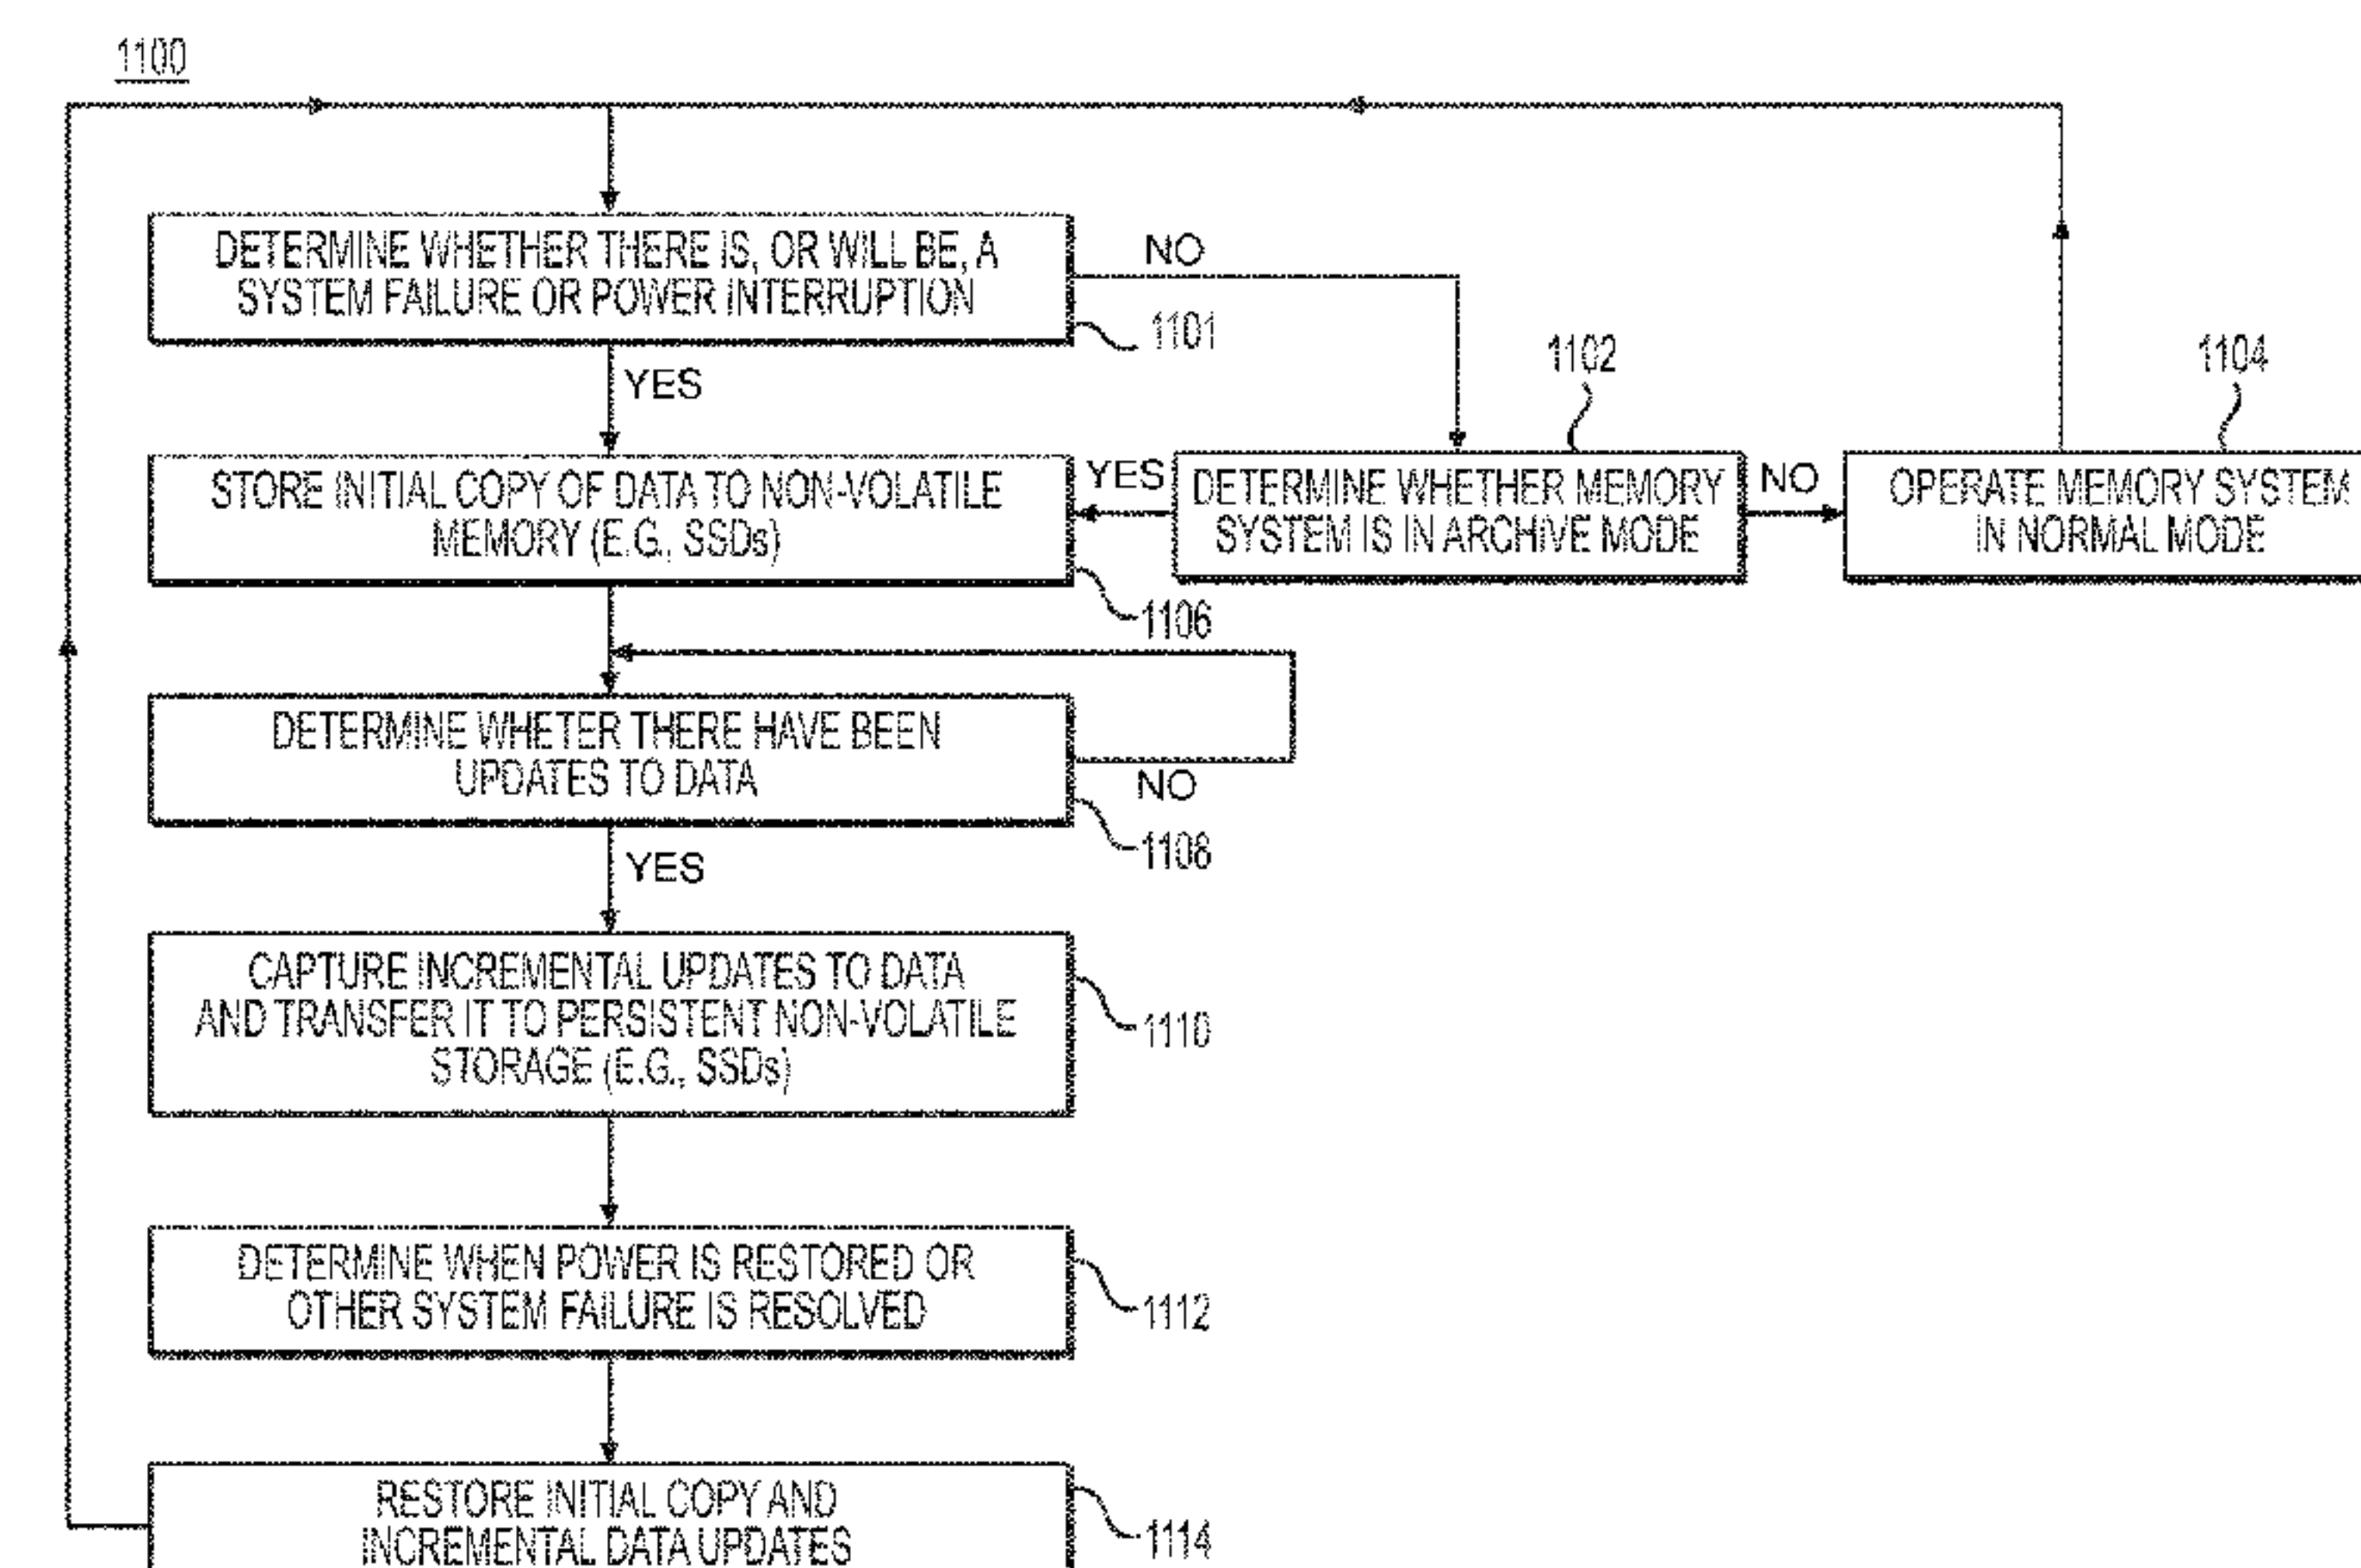 1100
DETERMINE WHETHER THERE IS, OR WILL BE, A
SYSTEM FAILURE OR POWER INTERRUPTION
NO
1101
YES
1102
1104
STORE INITIAL COPY OF DATA TO NON-VOLATILE
MEMORY (E.G., SSDs)
YES
DETERMINE WHETHER MEMORY
SYSTEM IS IN ARCHIVE MODE
NO
OPERATE MEMORY SYSTEM
IN NORMAL MODE
1106
DETERMINE WHETER THERE HAVE BEEN
UPDATES TO DATA
NO
1108
YES
CAPTURE INCREMENTAL UPDATES TO DATA
AND TRANSFER IT TO PERSISTENT NON-VOLATILE
STORAGE (E.G., SSDs)
1110
DETERMINE WHEN POWER IS RESTORED OR
OTHER SYSTEM FAILURE IS RESOLVED
1112
RESTORE INITIAL COPY AND
INCREMENTAL DATA UPDATES
1114